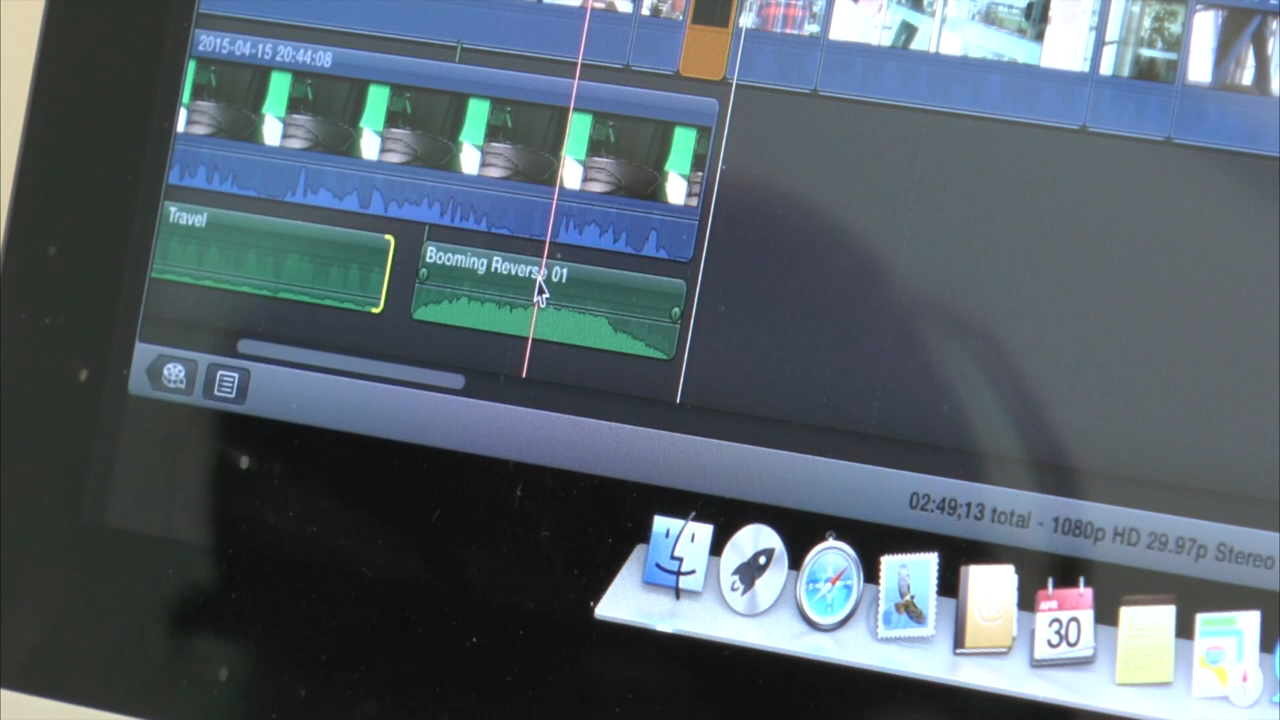 2015-04-15 20:44:08
Travel
Booming Reverse 01
02:49;13 total - 1080p HD 29.97p Stereo
APR
30